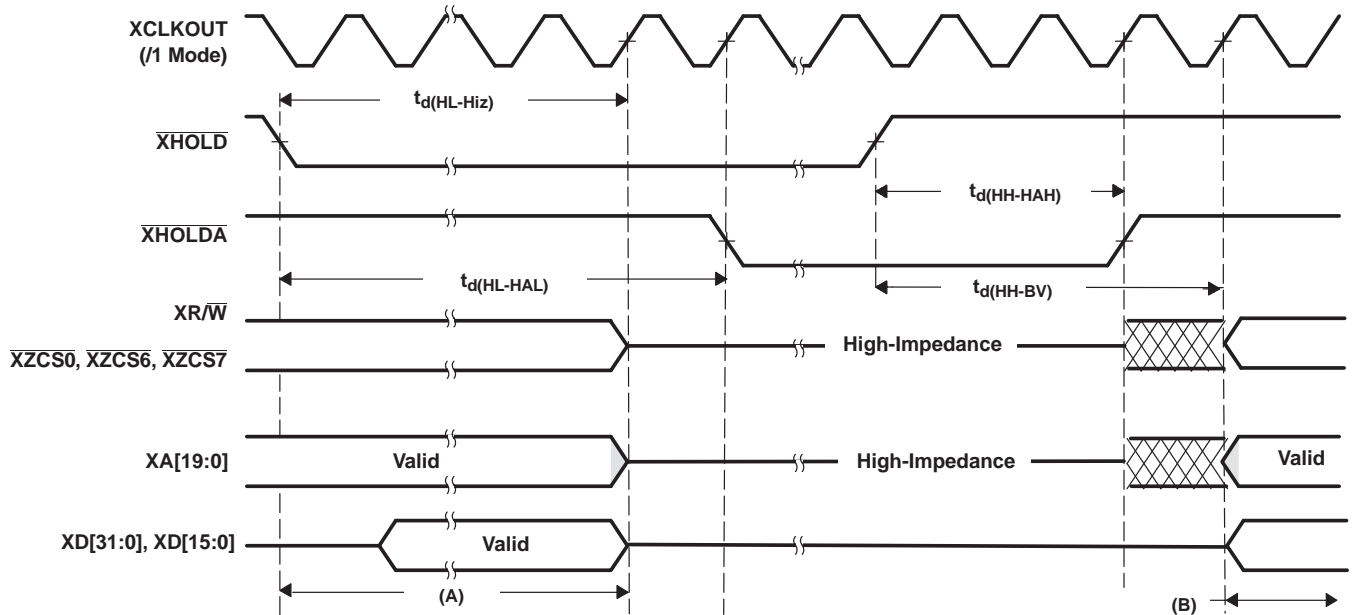 XCLKOUT
(/1 Mode)
td(HL-Hiz)
XHOLD
td(HH-HAH)
XHOLDA
td(HL-HAL)
td(HH-BV)
XR/W
XZCS0, XZCS6, XZCS7
High-Impedance
XA[19:0]
Valid
High-Impedance
Valid
XD[31:0], XD[15:0]
Valid
(A)
(B)